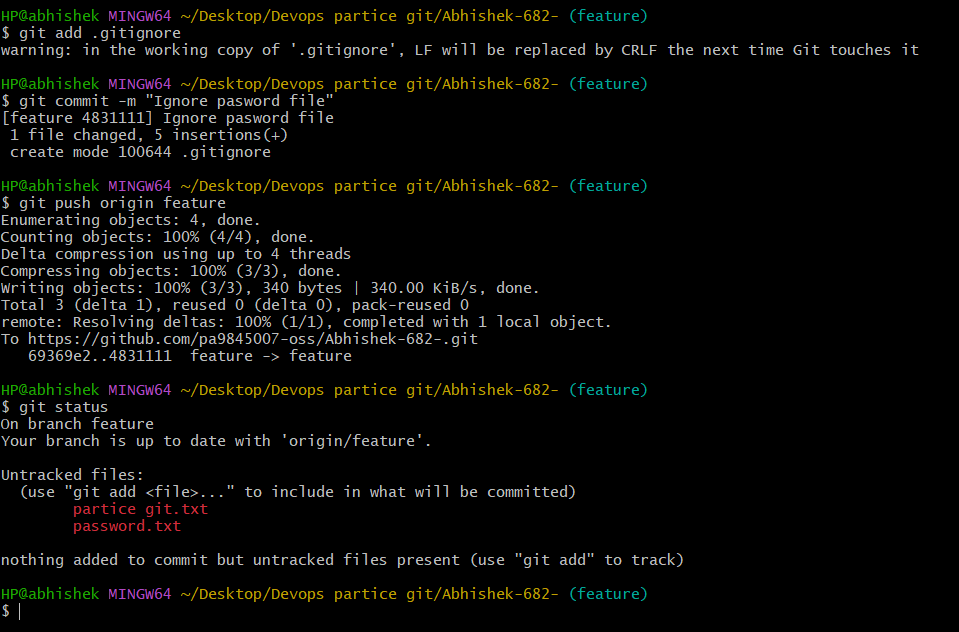 HP@abhishek MINGW64 ~/Desktop/Devops partice git/Abhishek-682- (feature)
$ git add .gitignore
warning: in the working copy of '.gitignore', LF will be replaced by CRLF the next time Git touches it

HP@abhishek MINGW64 ~/Desktop/Devops partice git/Abhishek-682- (feature)
$ git commit -m "Ignore pasword file"
[feature 4831111] Ignore pasword file
 1 file changed, 5 insertions(+)
 create mode 100644 .gitignore

HP@abhishek MINGW64 ~/Desktop/Devops partice git/Abhishek-682- (feature)
$ git push origin feature
Enumerating objects: 4, done.
Counting objects: 100% (4/4), done.
Delta compression using up to 4 threads
Compressing objects: 100% (3/3), done.
Writing objects: 100% (3/3), 340 bytes | 340.00 KiB/s, done.
Total 3 (delta 1), reused 0 (delta 0), pack-reused 0
remote: Resolving deltas: 100% (1/1), completed with 1 local object.
To https://github.com/pa9845007-oss/Abhishek-682-.git
   69369e2..4831111  feature -> feature

HP@abhishek MINGW64 ~/Desktop/Devops partice git/Abhishek-682- (feature)
$ git status
On branch feature
Your branch is up to date with 'origin/feature'.

Untracked files:
  (use "git add <file>..." to include in what will be committed)
        partice git.txt
        password.txt

nothing added to commit but untracked files present (use "git add" to track)

HP@abhishek MINGW64 ~/Desktop/Devops partice git/Abhishek-682- (feature)
$